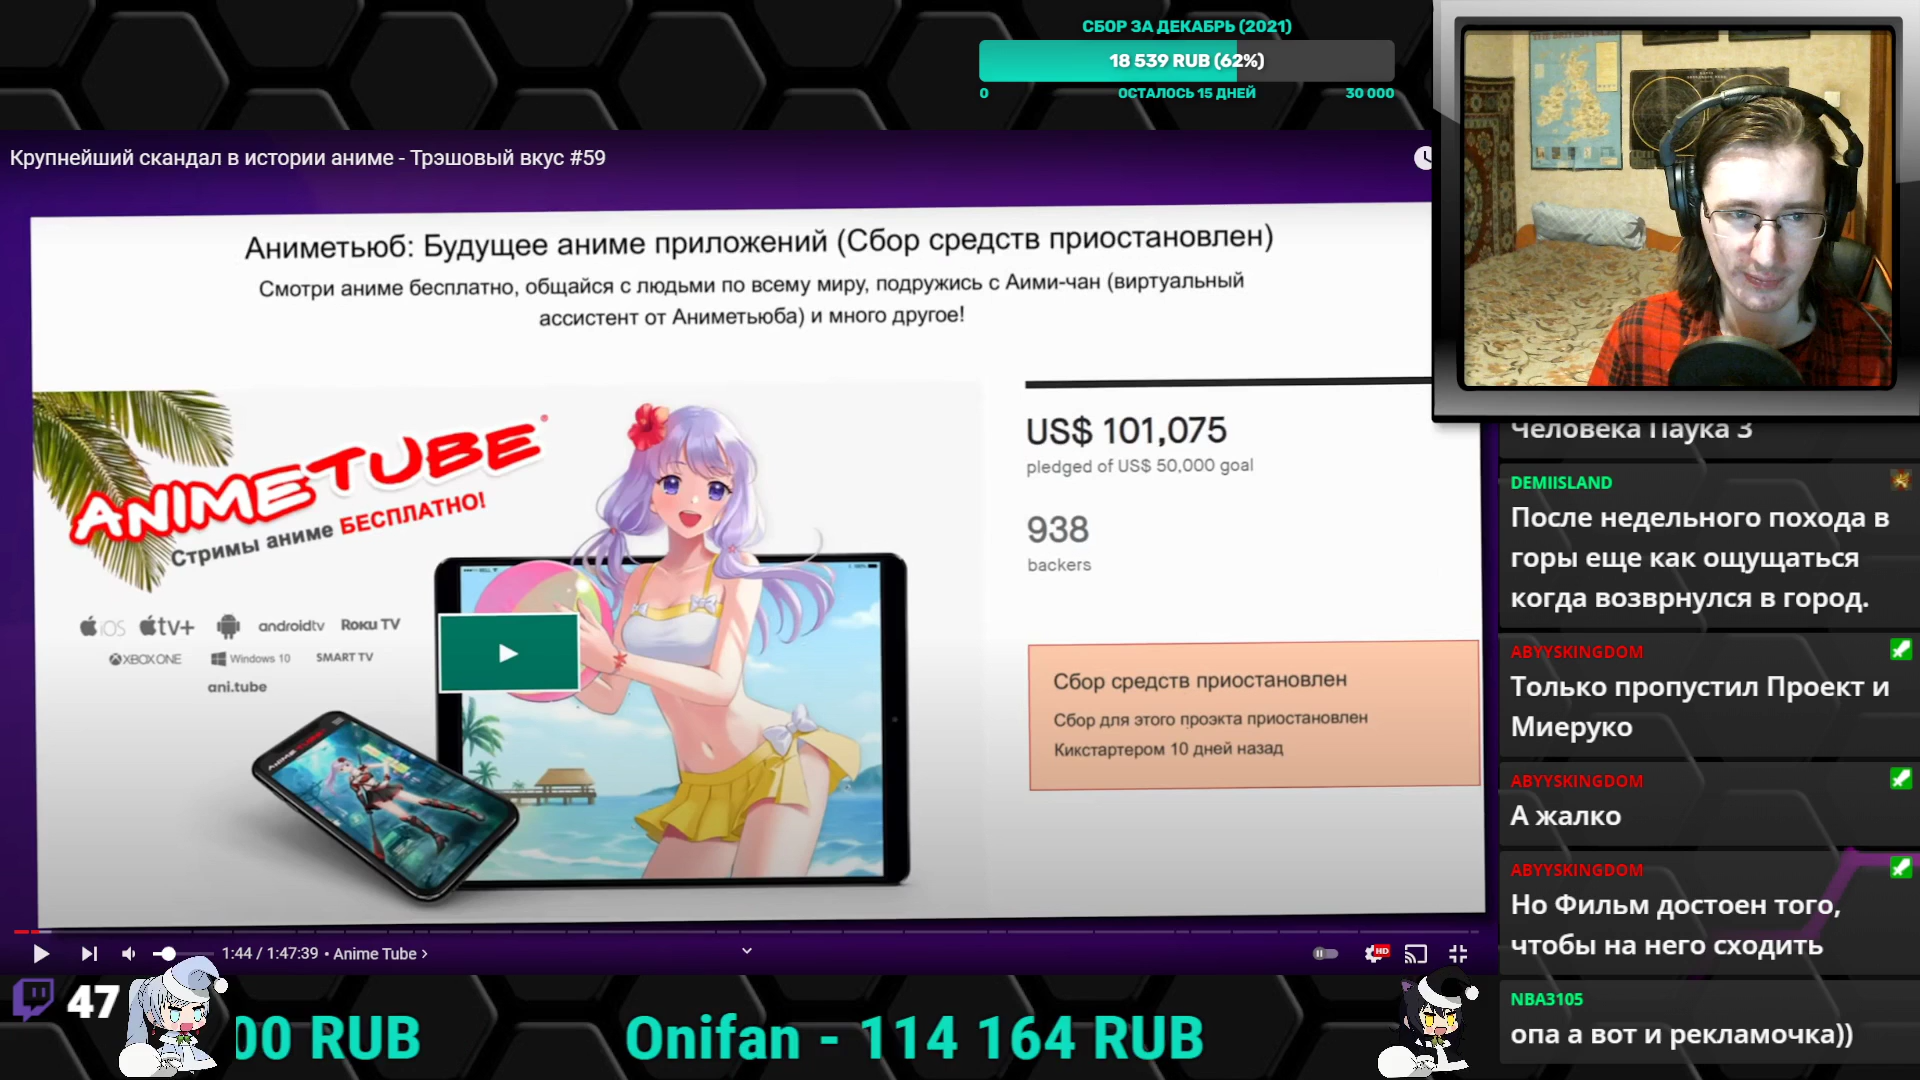 СБОР ЗА ДЕКАБРЬ (2021)
18 539 RUB (62%)
0
ОСТАЛОСЬ 15 ДНЕЙ
30 000
Крупнейший скандал в истории аниме - Трэшовый вкус #59
Аниметьюб: Будущее аниме приложений (Сбор средств приостановлен)
Смотри аниме бесплатно, общайся с людьми по всему миру, подружись с Аими-чан (виртуальный
ассистент от Аниметьюба) и много другое!
ANIMETUBE
Стримы аниме БЕСПЛАТНО!
iOS
tv+
androidtv
Roku TV
XBOX ONE
Windows 10
SMART TV
ani.tube
ANIME TUBE
US$ 101,075
pledged of US$ 50,000 goal
938
backers
Сбор средств приостановлен
Сбор для этого проэкта приостановлен
Кикстартером 10 дней назад
1:44 / 1:47:39 • Anime Tube ›
HD
47
00 RUB
Onifan - 114 164 RUB
Человека Паука 3
DEMIISLAND
После недельного похода в
горы еще как ощущаться
когда возврнулся в город.
ABYYSKINGDOM
Только пропустил Проект и
Миеруко
ABYYSKINGDOM
А жалко
ABYYSKINGDOM
Но Фильм достоен того,
чтобы на него сходить
NBA3105
опа а вот и рекламочка))